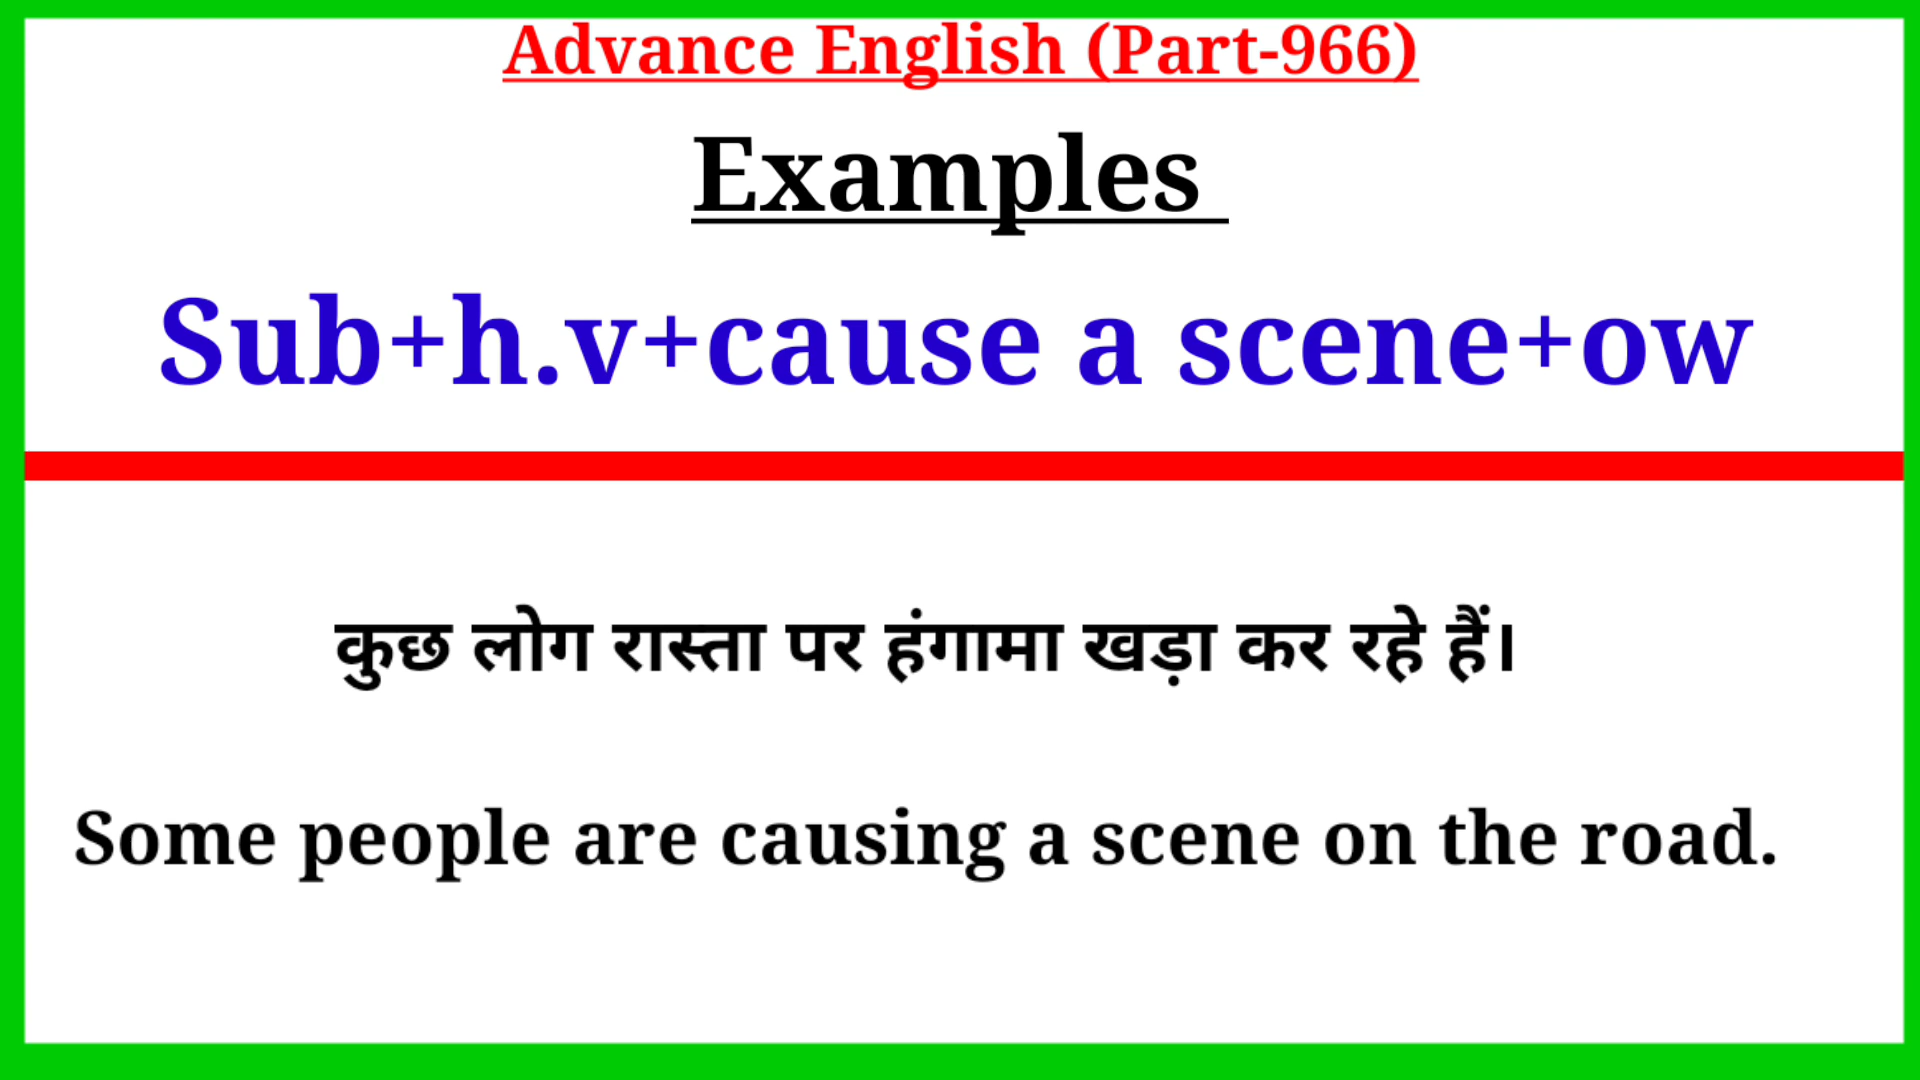 Advance English (Part-966)
Examples
Sub+h.v+cause a scene+ow
कुछ लोग रास्ता पर हंगामा खड़ा कर रहे हैं।
Some people are causing a scene on the road.